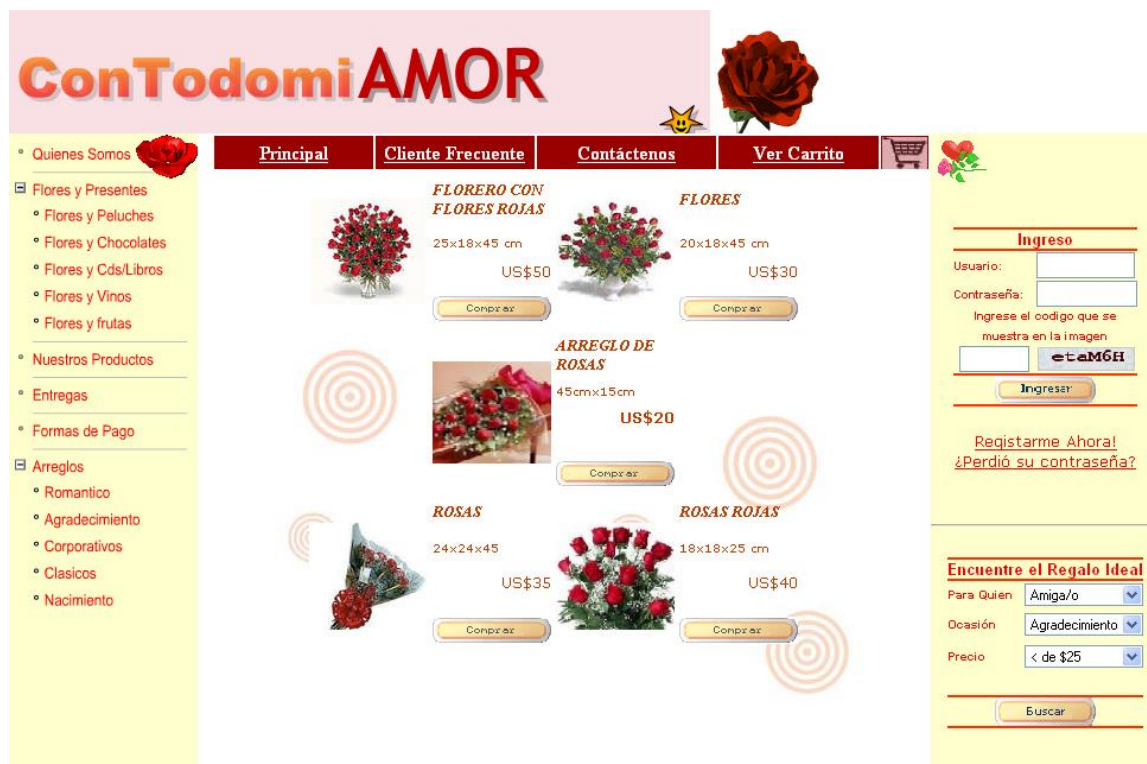 ConTodomiAMOR
Quienes Somos
Flores y Presentes
Flores y Peluches
Flores y Chocolates
Flores y Cds/Libros
Flores y Vinos
Flores y frutas
Nuestros Productos
Entregas
Formas de Pago
Arreglos
Romantico
Agradecimiento
Corporativos
Clasicos
Nacimiento
Principal
Cliente Frecuente
Contáctenos
Ver Carrito
FLORERO CON
FLORES ROJAS
25x18x45 cm
US$50
Comprar
FLORES
20x18x45 cm
US$30
Comprar
ARREGLO DE
ROSAS
45cmx15cm
US$20
Comprar
ROSAS
24x24x45
US$35
Comprar
ROSAS ROJAS
18x18x25 cm
US$40
Comprar
Ingreso
Usuario:
Contraseña:
Ingrese el codigo que se
muestra en la imagen
etaM6H
Ingresar
Registarme Ahora!
¿Perdió su contraseña?
Encuentre el Regalo Ideal
Para Quien Amiga/o
Ocasión Agradecimiento
Precio < de $25
Buscar